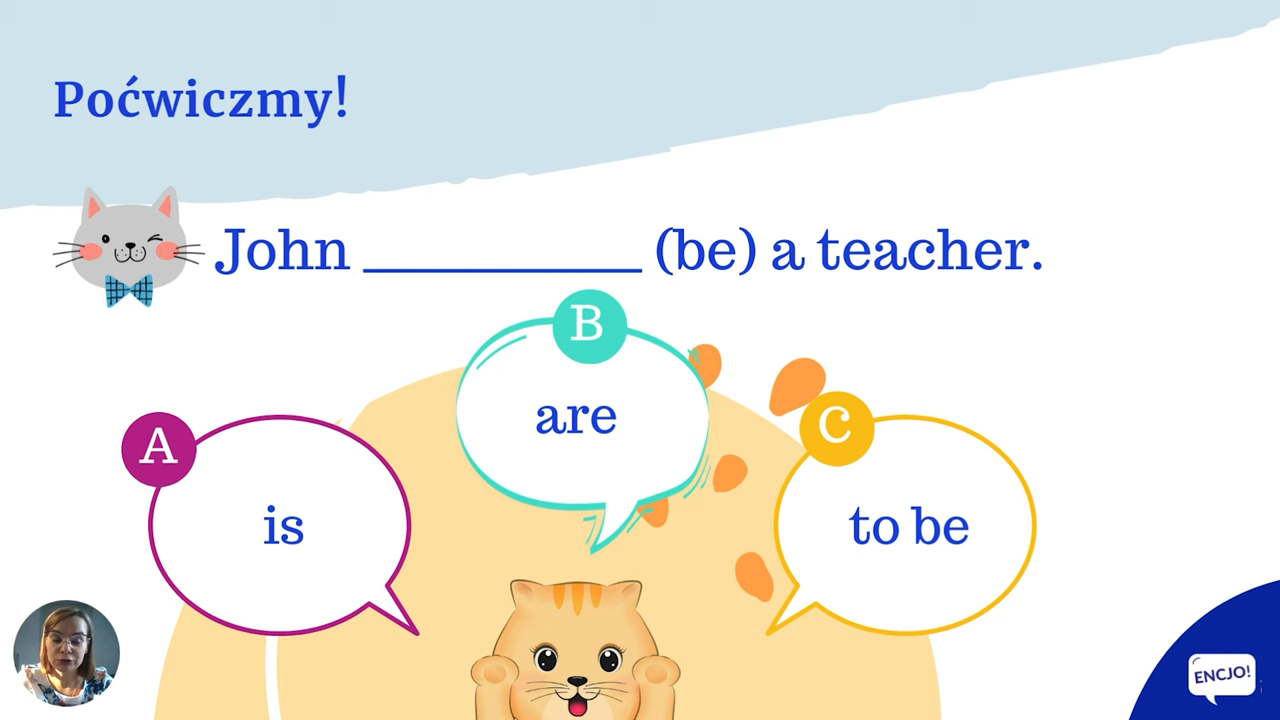 Poćwiczmy!
John __________ (be) a teacher.
B
are
A
is
C
to be
ENCJO!